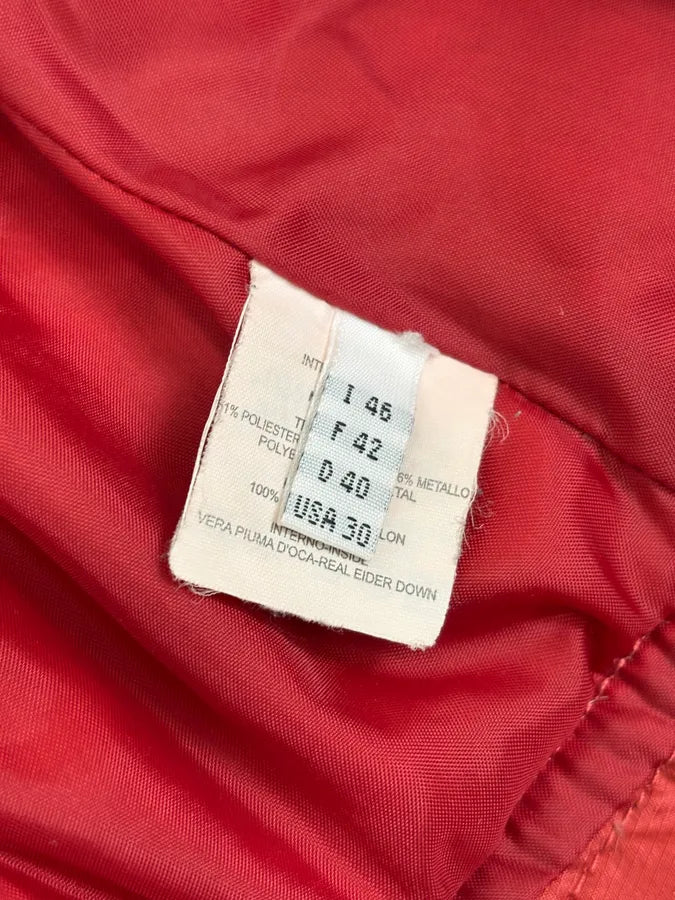 I 46
F 42
D 40
USA 30
INT
1% POLIESTER
6% METALLO
POLYE
TAL
100%
LON
INTERNO-INSIDE
VERA PIUMA D'OCA-REAL EIDER DOWN